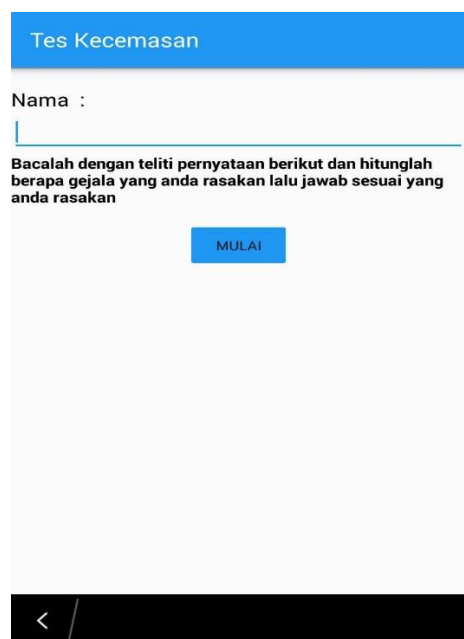 Tes Kecemasan
Nama :
Bacalah dengan teliti pernyataan berikut dan hitunglah
berapa gejala yang anda rasakan lalu jawab sesuai yang
anda rasakan
MULAI